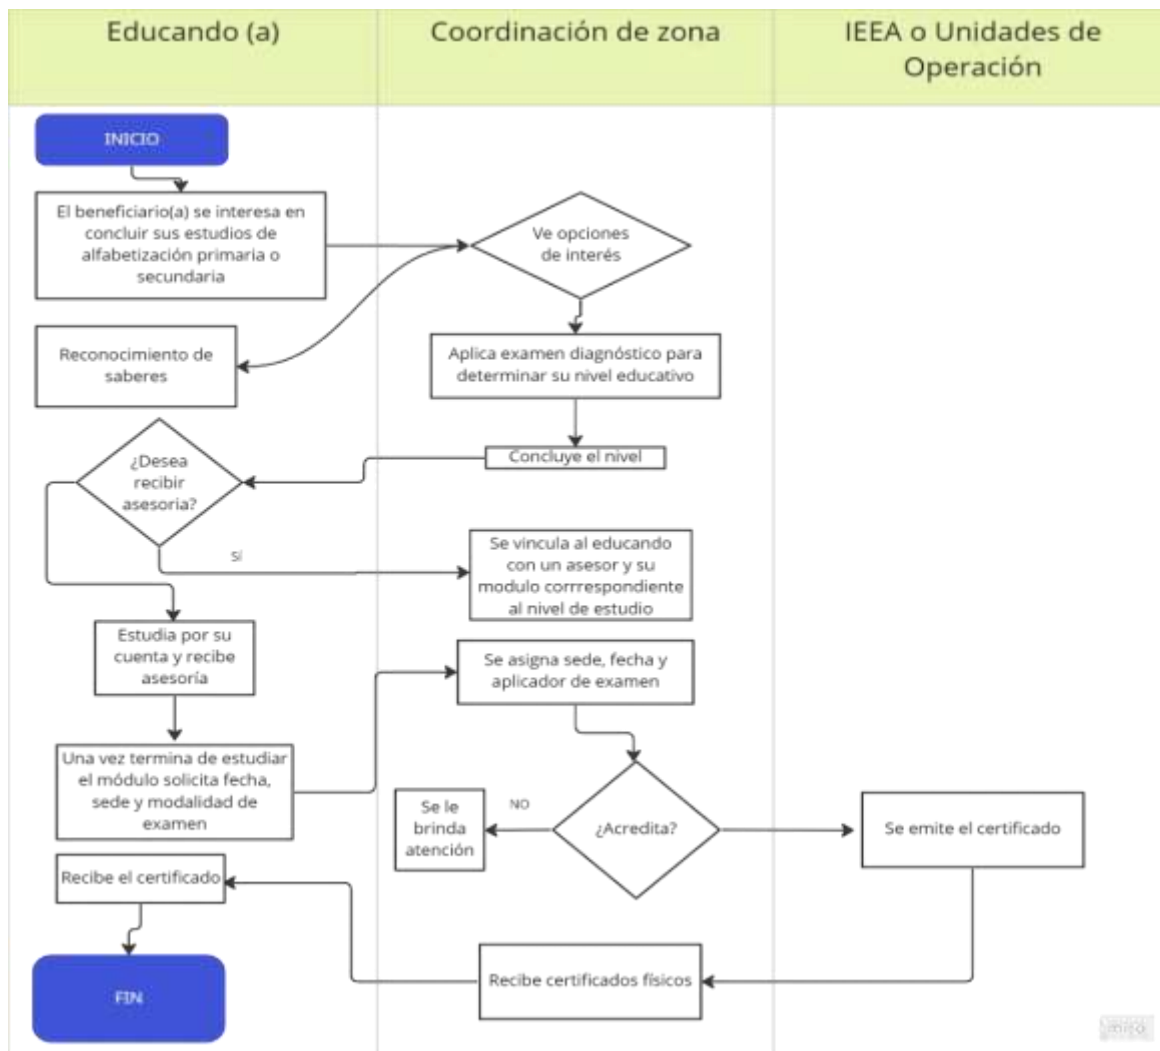 Educando (a)
Coordinación de zona
IEEA o Unidades de
Operación
INICIO
El beneficiario(a) se interesa en
concluir sus estudios de
alfabetización primaria o
secundaria
Ve opciones
de interés
Reconocimiento de
saberes
Aplica examen diagnóstico para
determinar su nivel educativo
Concluye el nivel
¿Desea
recibir
asesoria?
SÍ
Se vincula al educando
con un asesor y su
modulo corrrespondiente
al nivel de estudio
Estudia por su
cuenta y recibe
asesoría
Se asigna sede, fecha y
aplicador de examen
Una vez termina de estudiar
el módulo solicita fecha,
sede y modalidad de
examen
Se le
brinda
atención
NO
¿Acredita?
Se emite el certificado
Recibe el certificado
Recibe certificados físicos
FIN
miro